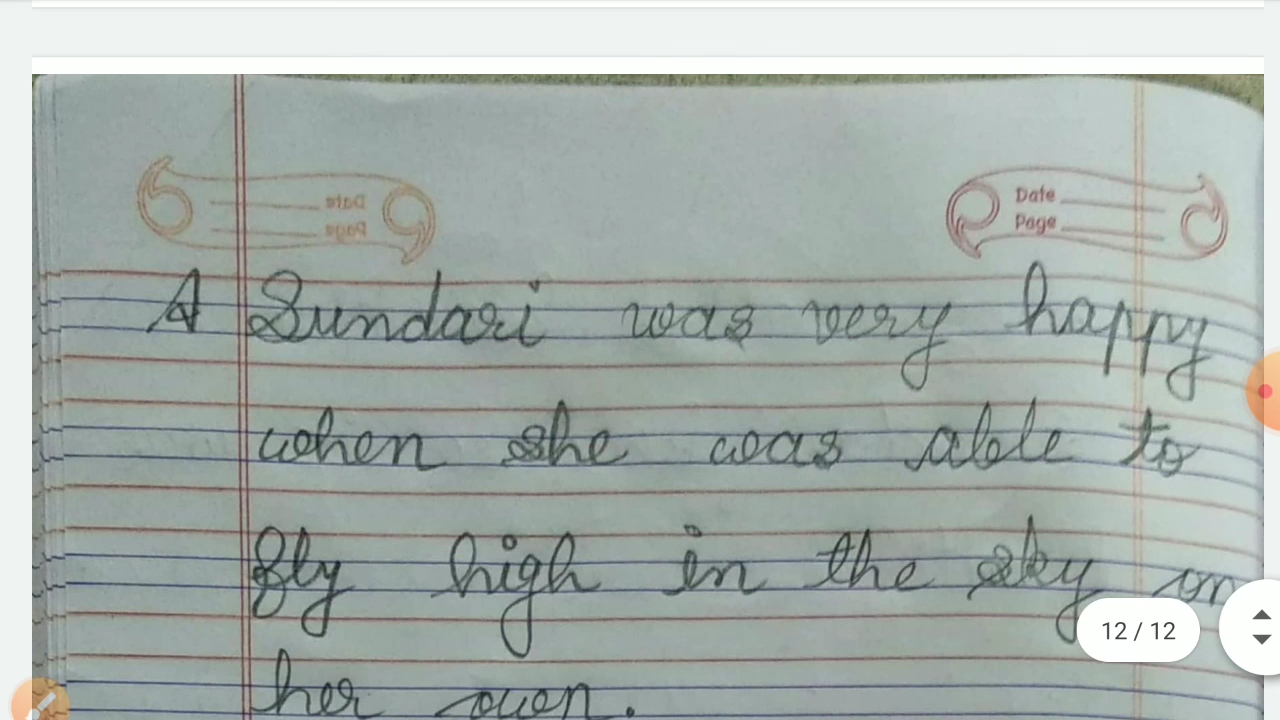 Date
Page
Date
Page
A Sundari was very happy
when she was able to
fly high in the sky on
her own.
12 / 12